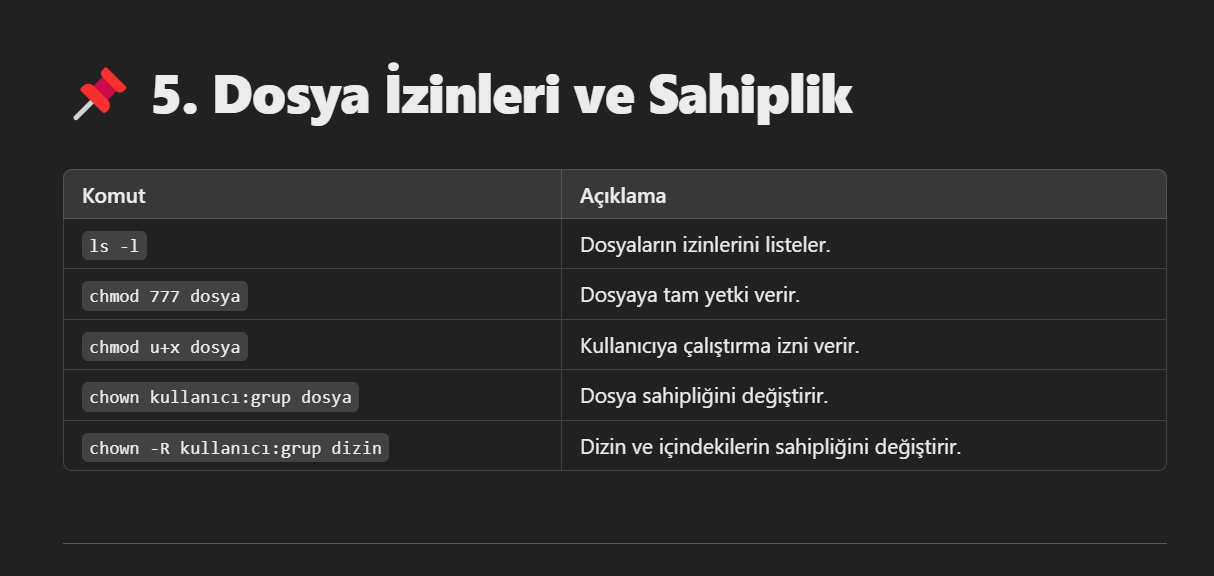 5. Dosya İzinleri ve Sahiplik
Komut Açıklama
ls -l Dosyaların izinlerini listeler.
chmod 777 dosya Dosyaya tam yetki verir.
chmod u+x dosya Kullanıcıya çalıştırma izni verir.
chown kullanıcı:grup dosya Dosya sahipliğini değiştirir.
chown -R kullanıcı:grup dizin Dizin ve içindekilerin sahipliğini değiştirir.